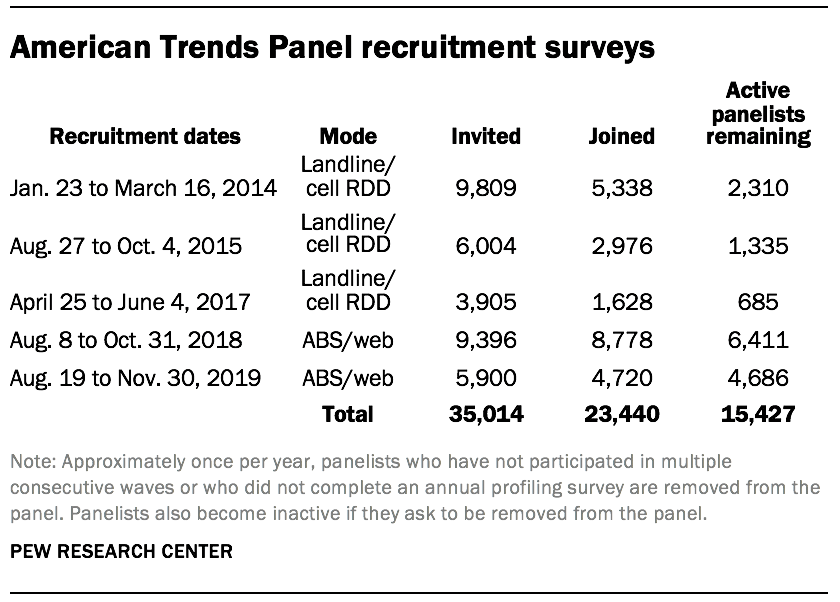 American Trends Panel recruitment surveys
Recruitment dates Mode Invited Joined Active panelists remaining
Jan. 23 to March 16, 2014 Landline/ cell RDD 9,809 5,338 2,310
Aug. 27 to Oct. 4, 2015 Landline/ cell RDD 6,004 2,976 1,335
April 25 to June 4, 2017 Landline/ cell RDD 3,905 1,628 685
Aug. 8 to Oct. 31, 2018 ABS/web 9,396 8,778 6,411
Aug. 19 to Nov. 30, 2019 ABS/web 5,900 4,720 4,686
Total 35,014 23,440 15,427
Note: Approximately once per year, panelists who have not participated in multiple
consecutive waves or who did not complete an annual profiling survey are removed from the
panel. Panelists also become inactive if they ask to be removed from the panel.
PEW RESEARCH CENTER